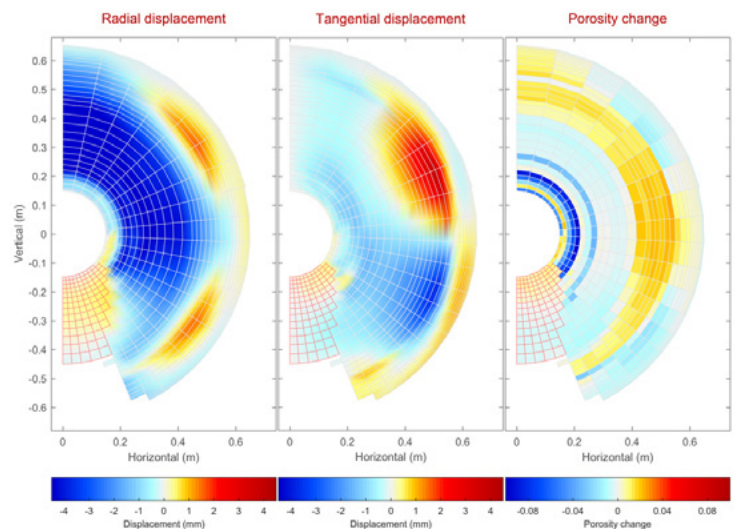 Radial displacement
Tangential displacement
Porosity change
0.6
0.5
0.4
0.3
0.2
0.1
0
-0.1
-0.2
-0.3
-0.4
-0.5
-0.6
Vertical (m)
0 0.2 0.4 0.6
0 0.2 0.4 0.6
0 0.2 0.4 0.6
Horizontal (m)
Horizontal (m)
Horizontal (m)
-4 -3 -2 -1 0 1 2 3 4
-4 -3 -2 -1 0 1 2 3 4
-0.08 -0.04 0 0.04 0.08
Displacement (mm)
Displacement (mm)
Porosity change